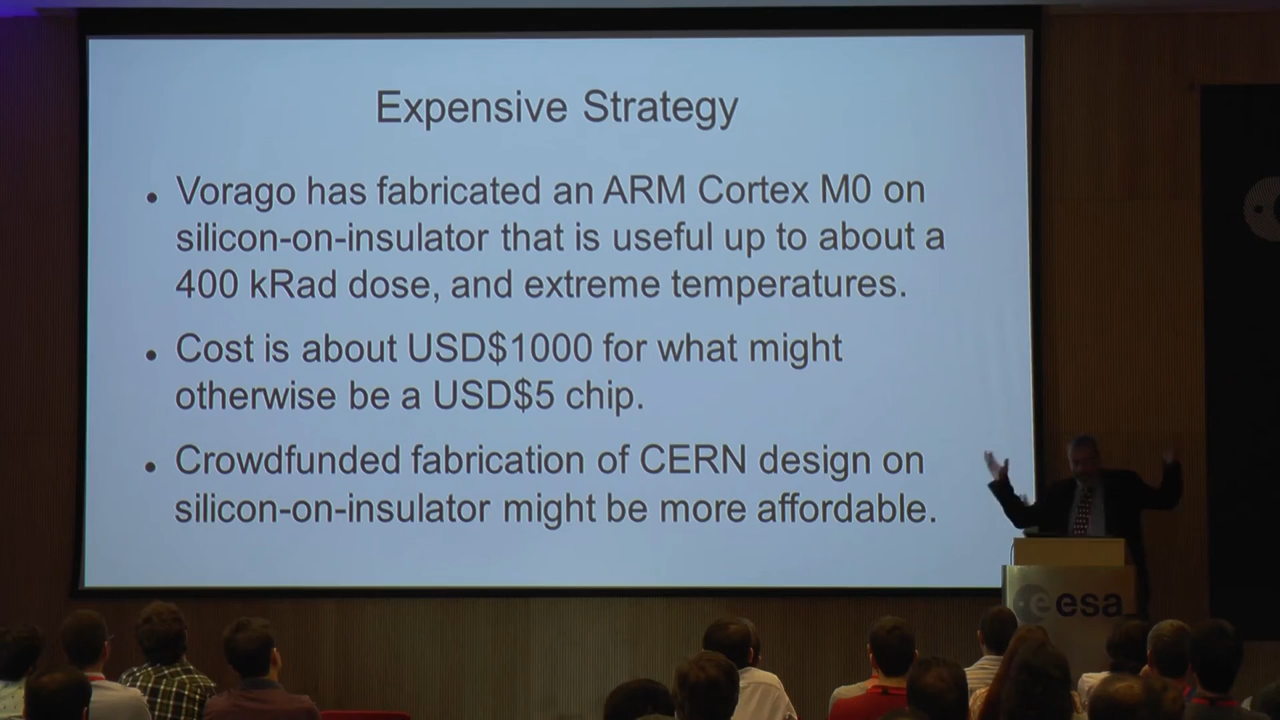 Expensive Strategy
• Vorago has fabricated an ARM Cortex M0 on
silicon-on-insulator that is useful up to about a
400 kRad dose, and extreme temperatures.
• Cost is about USD$1000 for what might
otherwise be a USD$5 chip.
• Crowdfunded fabrication of CERN design on
silicon-on-insulator might be more affordable.
esa